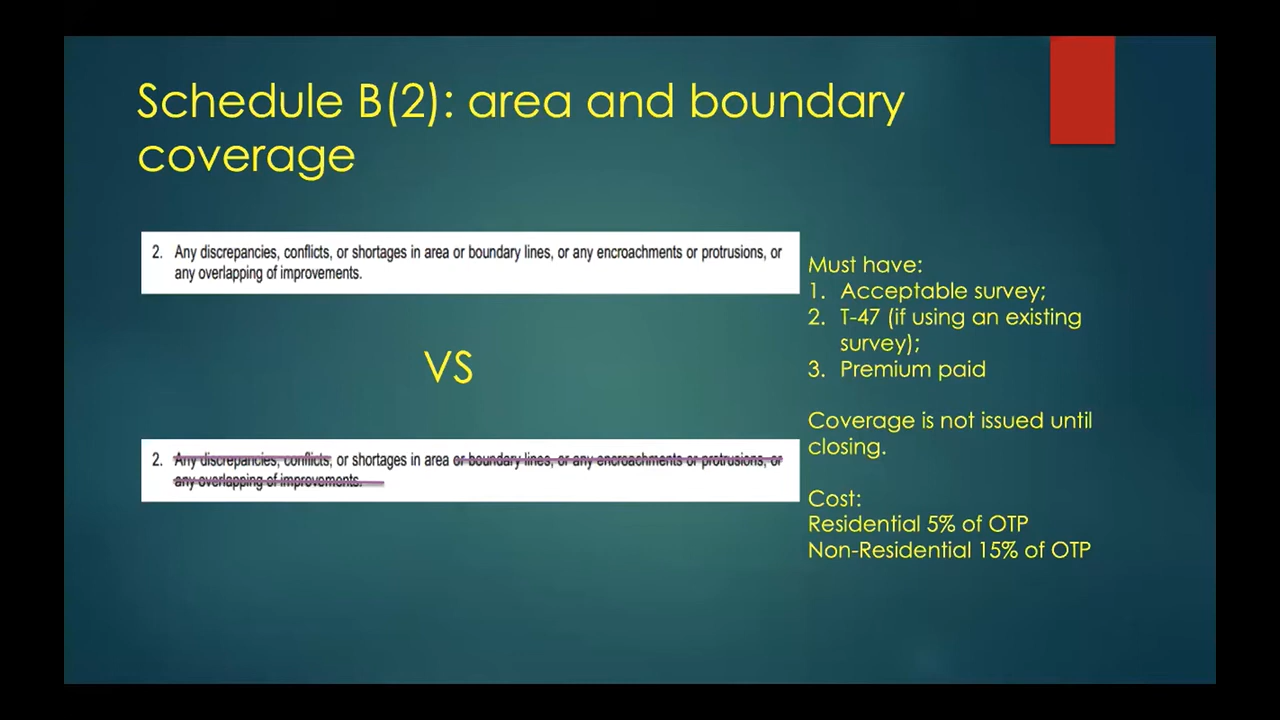 Schedule B(2): area and boundary
coverage
2. Any discrepancies, conflicts, or shortages in area or boundary lines, or any encroachments or protrusions, or
any overlapping of improvements.
VS
2. Any discrepancies, conflicts, or shortages in area or boundary lines, or any encroachments or protrusions, or
any overlapping of improvements.
Must have:
1. Acceptable survey;
2. T-47 (if using an existing
survey);
3. Premium paid
Coverage is not issued until
closing.
Cost:
Residential 5% of OTP
Non-Residential 15% of OTP